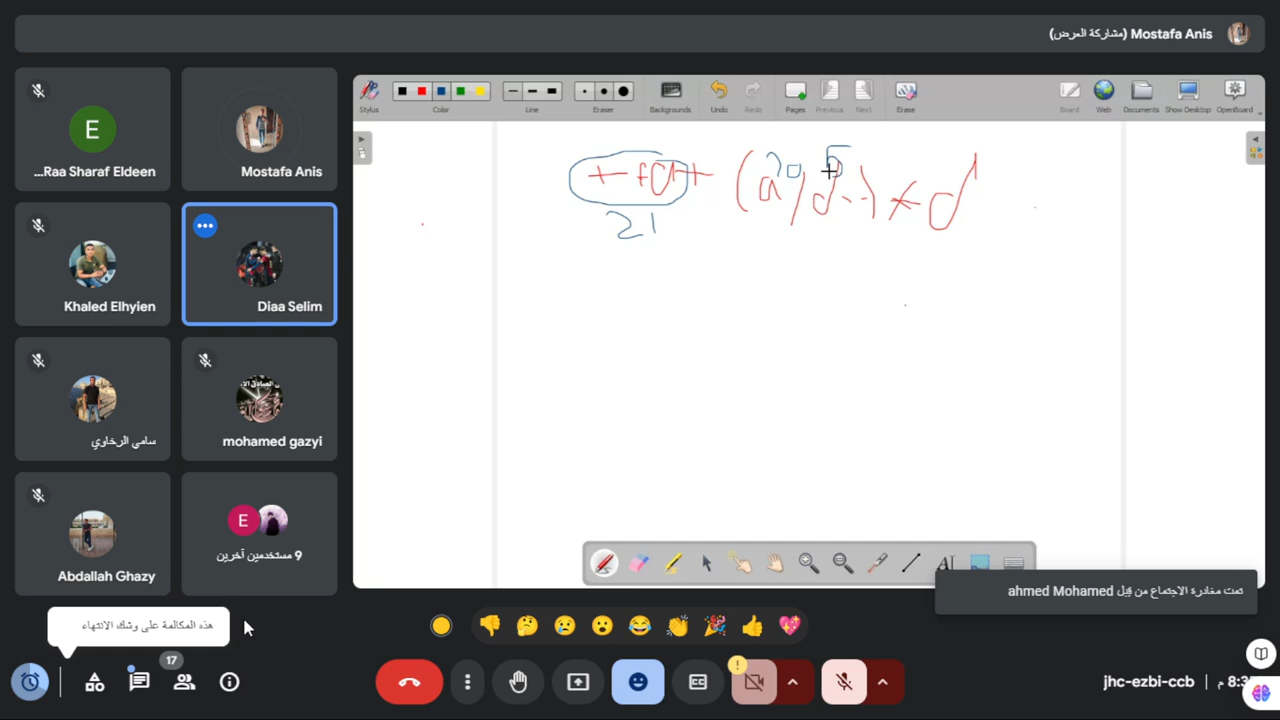 Mostafa Anis (مشاركة العرض)
E
...Raa Sharaf Eldeen
Mostafa Anis
Khaled Elhyien
Diaa Selim
سامي الرخاوي
mohamed gazyi
Abdallah Ghazy
E
9 مستخدمين آخرين
Stylus
Color
Line
Eraser
Backgrounds
Undo
Redo
Pages
Previous
Next
Erase
Board
Web
Documents
Show Desktop
OpenBoard
20 5
++a+ (a/d--) * d
21
تمت مغادرة الاجتماع من قِبل ahmed Mohamed
هذه المكالمة على وشك الانتهاء
17
jhc-ezbi-ccb